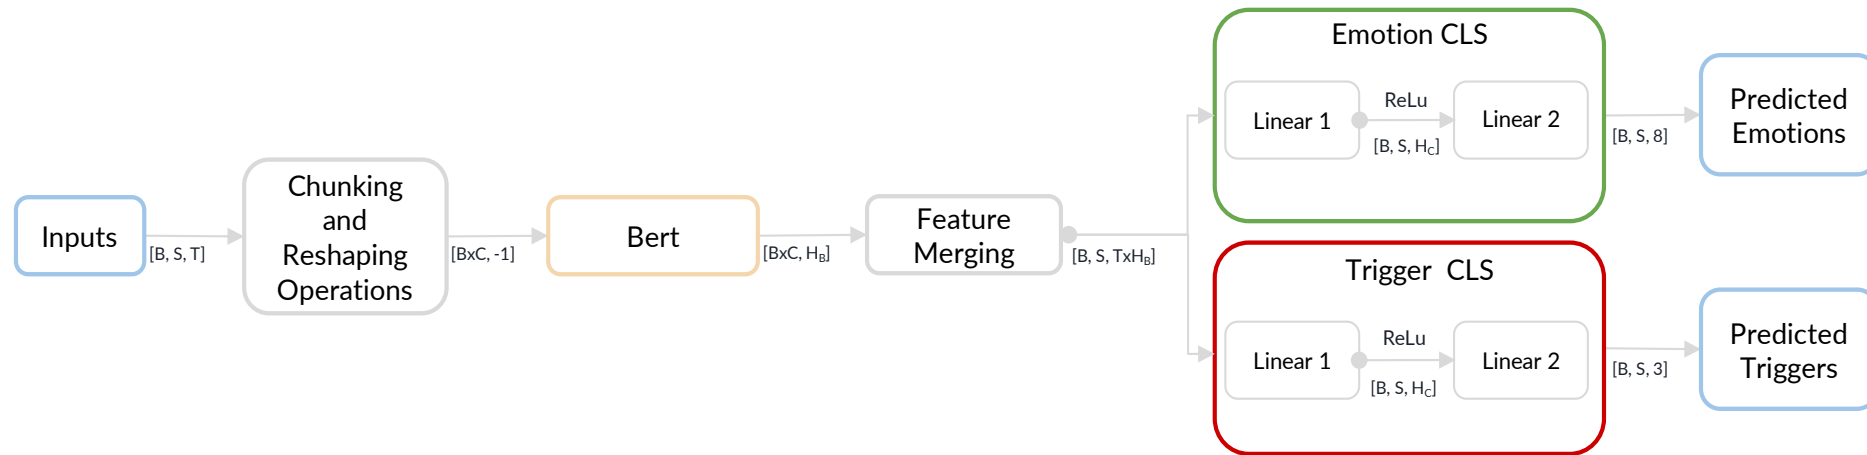 Inputs
[B, S, T]
Chunking
and
Reshaping
Operations
[BxC, -1]
Bert
[BxC, H_B]
Feature
Merging
[B, S, TxH_B]
Emotion CLS
Linear 1
ReLu
[B, S, H_C]
Linear 2
[B, S, 8]
Predicted
Emotions
Trigger CLS
Linear 1
ReLu
[B, S, H_C]
Linear 2
[B, S, 3]
Predicted
Triggers